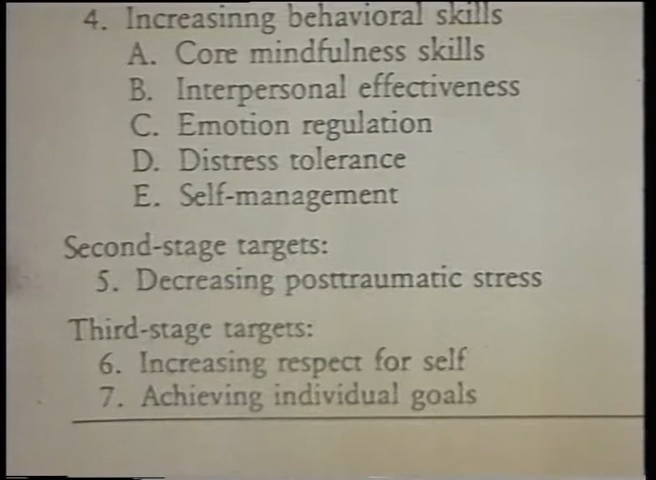 4. Increasinng behavioral skills
A. Core mindfulness skills
B. Interpersonal effectiveness
C. Emotion regulation
D. Distress tolerance
E. Self-management
Second-stage targets:
5. Decreasing posttraumatic stress
Third-stage targets:
6. Increasing respect for self
7. Achieving individual goals